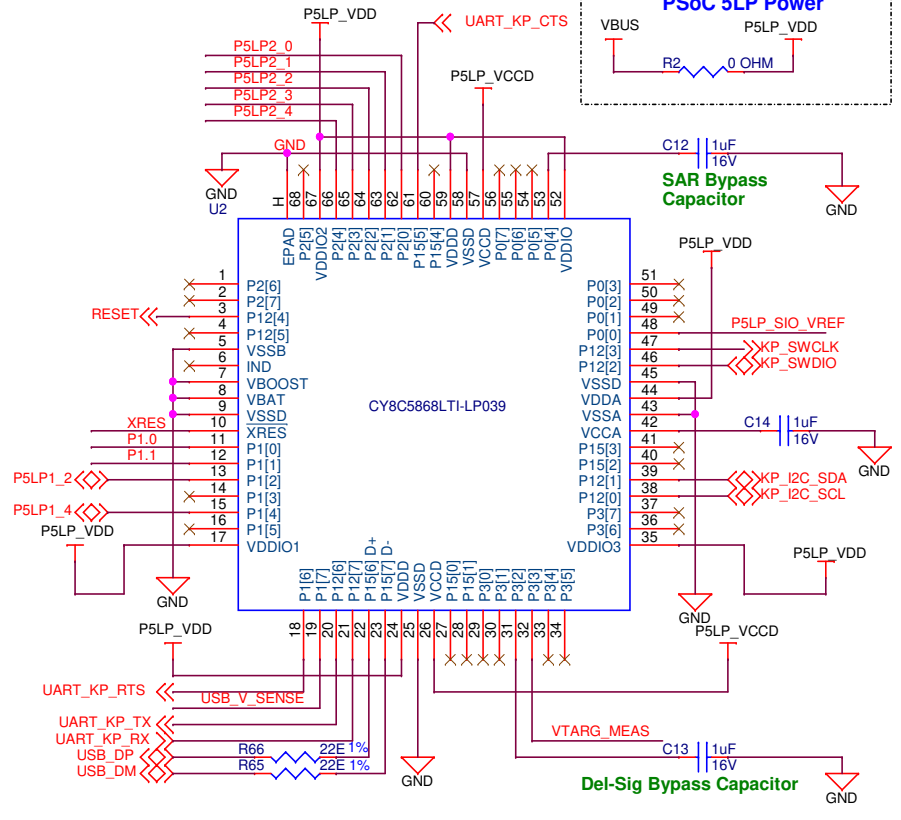 PSoC 5LP Power
VBUS
P5LP_VDD
R2
0 OHM
P5LP_VDD
UART_KP_CTS
P5LP2_0
P5LP2_1
P5LP2_2
P5LP2_3
P5LP2_4
P5LP_VCCD
GND
GND
U2
C12
1uF
16V
SAR Bypass
Capacitor
GND
H
68
67
66
65
64
63
62
61
60
59
58
57
56
55
54
53
52
EPAD
P2[5]
VDDIO2
P2[4]
P2[3]
P2[2]
P2[1]
P2[0]
P15[5]
P15[4]
VDDD
VSSD
VCCD
P0[7]
P0[6]
P0[5]
P0[4]
VDDIO
P5LP_VDD
1 P2[6]
2 P2[7]
RESET 3 P12[4]
4 P12[5]
5 VSSB
6 IND
7 VBOOST
8 VBAT
9 VSSD
XRES 10 XRES
P1.0 11 P1[0]
P1.1 12 P1[1]
P5LP1_2 13 P1[2]
14 P1[3]
P5LP1_4 15 P1[4]
16 P1[5]
P5LP_VDD 17 VDDIO1
GND
CY8C5868LTI-LP039
P0[3] 51
P0[2] 50
P0[1] 49
P0[0] 48 P5LP_SIO_VREF
P12[3] 47 KP_SWCLK
P12[2] 46 KP_SWDIO
VSSD 45
VDDA 44
VSSA 43
VCCA 42
C14
1uF
16V
GND
P15[3] 41
P15[2] 40
P12[1] 39 KP_I2C_SDA
P12[0] 38 KP_I2C_SCL
P3[7] 37
P3[6] 36
VDDIO3 35
P5LP_VDD
GND
P1[6]
P1[7]
P12[6]
P12[7]
P15[6] D+
P15[7] D-
VDDD
VSSD
VCCD
P15[0]
P15[1]
P3[0]
P3[1]
P3[2]
P3[3]
P3[4]
P3[5]
18
19
20
21
22
23
24
25
26
27
28
29
30
31
32
33
34
P5LP_VDD
P5LP_VCCD
UART_KP_RTS
USB_V_SENSE
UART_KP_TX
UART_KP_RX
USB_DP
R66
22E 1%
USB_DM
R65
22E 1%
GND
VTARG_MEAS
C13
1uF
16V
Del-Sig Bypass Capacitor
GND